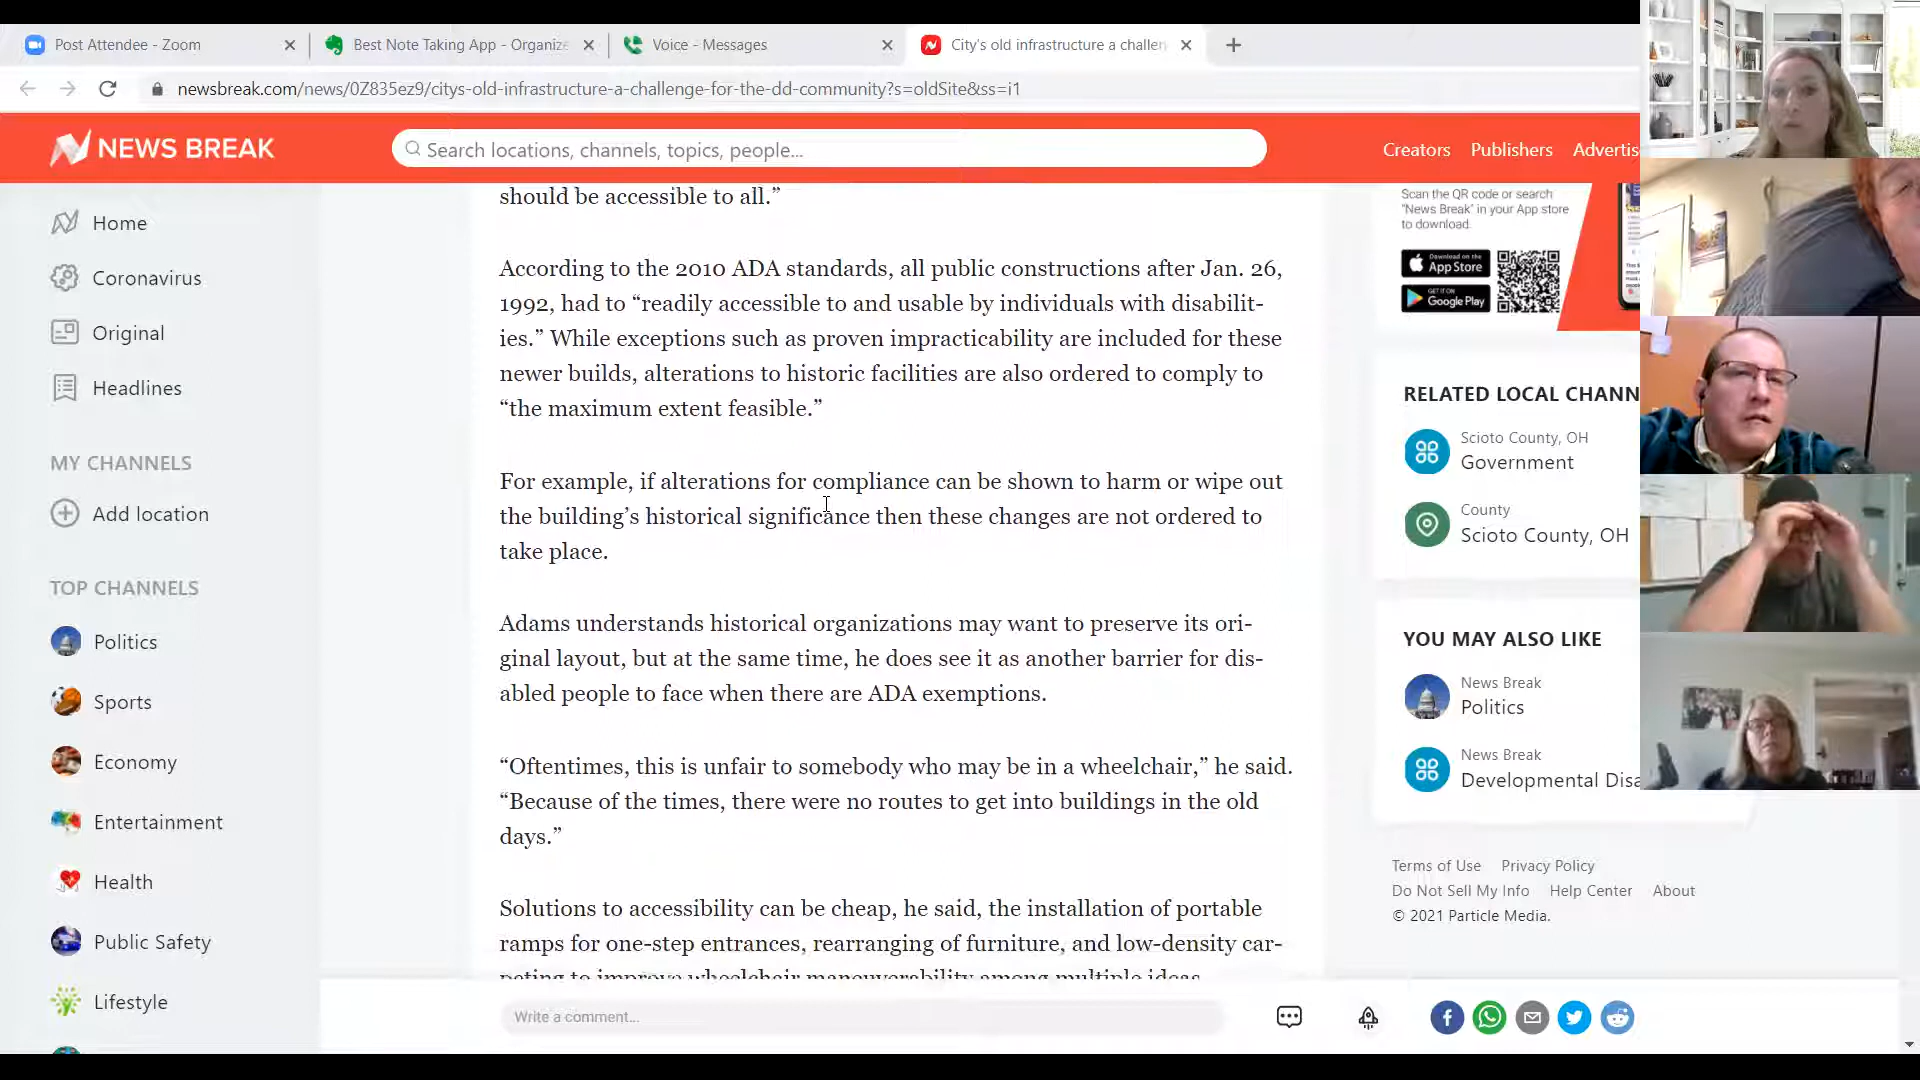 Post Attendee - Zoom
Best Note Taking App - Organize
Voice - Messages
City's old infrastructure a challen
newsbreak.com/news/0Z835ez9/citys-old-infrastructure-a-challenge-for-the-dd-community?s=oldSite&ss=i1
NEWS BREAK
Search locations, channels, topics, people...
Creators
Publishers
Advertis
Home
Coronavirus
Original
Headlines
MY CHANNELS
Add location
TOP CHANNELS
Politics
Sports
Economy
Entertainment
Health
Public Safety
Lifestyle
should be accessible to all.”
According to the 2010 ADA standards, all public constructions after Jan. 26,
1992, had to “readily accessible to and usable by individuals with disabilit-
ies.” While exceptions such as proven impracticability are included for these
newer builds, alterations to historic facilities are also ordered to comply to
“the maximum extent feasible.”
For example, if alterations for compliance can be shown to harm or wipe out
the building’s historical significance then these changes are not ordered to
take place.
Adams understands historical organizations may want to preserve its ori-
ginal layout, but at the same time, he does see it as another barrier for dis-
abled people to face when there are ADA exemptions.
“Oftentimes, this is unfair to somebody who may be in a wheelchair,” he said.
“Because of the times, there were no routes to get into buildings in the old
days.”
Solutions to accessibility can be cheap, he said, the installation of portable
ramps for one-step entrances, rearranging of furniture, and low-density car-
peting to improve wheelchair maneuverability among multiple ideas
Write a comment...
Scan the QR code or search
"News Break" in your App store
to download.
Download on the
App Store
GET IT ON
Google Play
RELATED LOCAL CHANN
Scioto County, OH
Government
County
Scioto County, OH
YOU MAY ALSO LIKE
News Break
Politics
News Break
Developmental Disa
Terms of Use
Privacy Policy
Do Not Sell My Info
Help Center
About
© 2021 Particle Media.